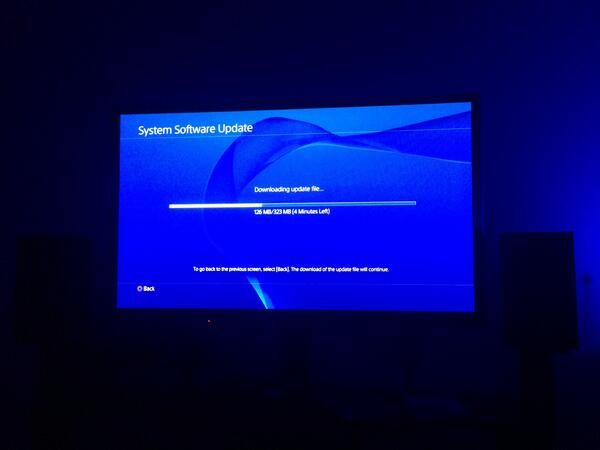 System Software Update
Downloading update file...
126 MB/323 MB (4 Minutes Left)
To go back to the previous screen, select [Back]. The download of the update file will continue.
Back